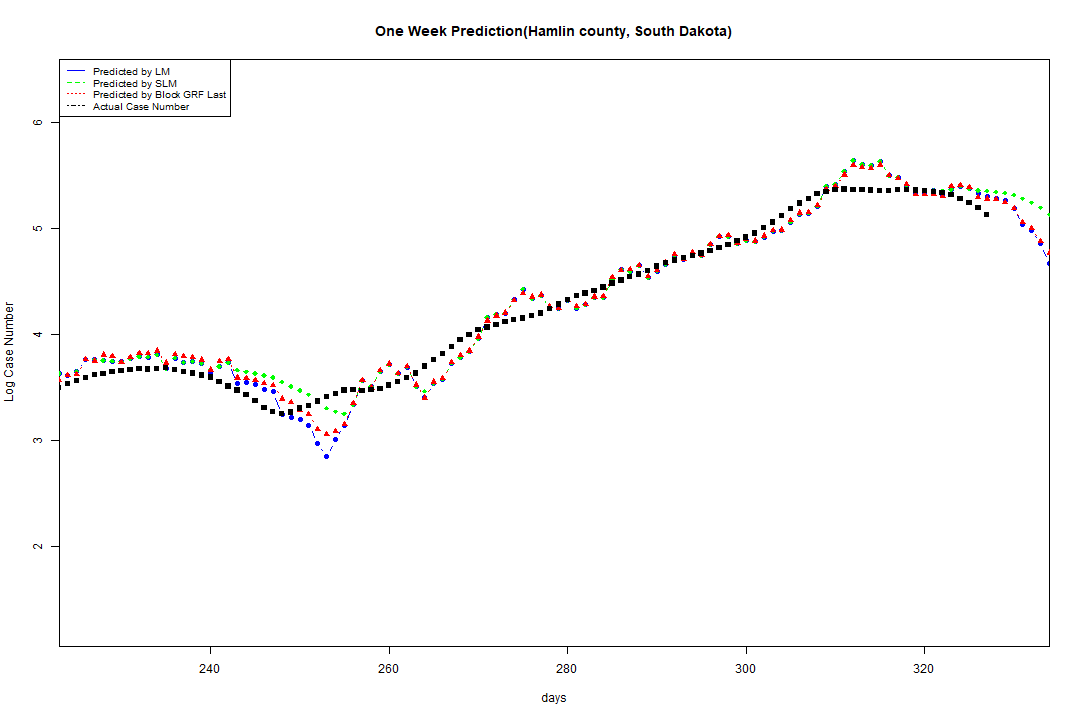 One Week Prediction(Hamlin county, South Dakota)
Predicted by LM
Predicted by SLM
Predicted by Block GRF Last
Actual Case Number
6
5
4
3
2
Log Case Number
240 260 280 300 320
days